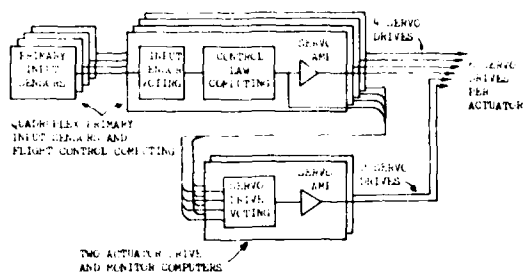 PRIMARY
INPUT
SENSORS
INPUT
SENSOR
VOTING
CONTROL
LAW
COMPUTING
SERVO
AMP
4 SERVO
DRIVES
6 SERVO
DRIVES
PER
ACTUATOR
QUADRUPLEX PRIMARY
INPUT SENSORS AND
FLIGHT CONTROL COMPUTING
SERVO
DRIVE
VOTING
SERVO
AMP
2 SERVO
DRIVES
TWO ACTUATOR DRIVE
AND MONITOR COMPUTERS